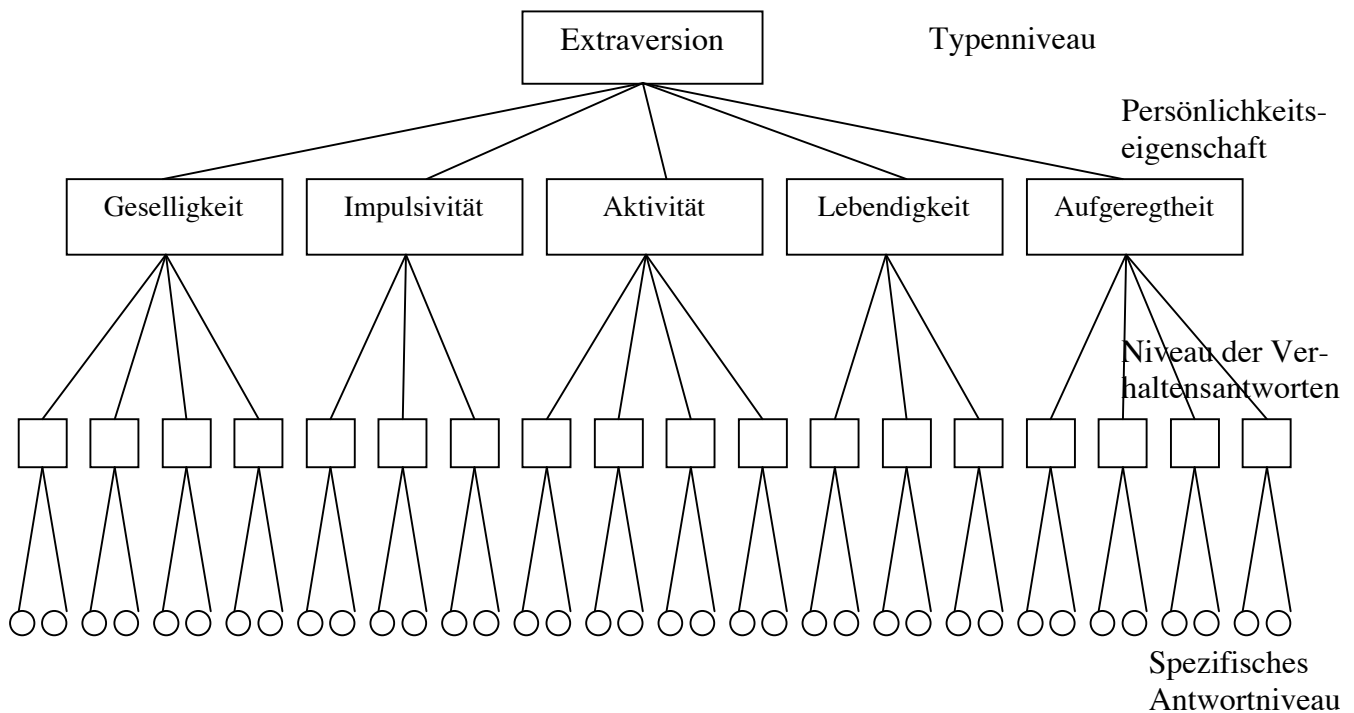 Extraversion
Typenniveau
Persönlichkeits-
eigenschaft
Geselligkeit
Impulsivität
Aktivität
Lebendigkeit
Aufgeregtheit
Niveau der Ver-
haltensantworten
Spezifisches
Antwortniveau